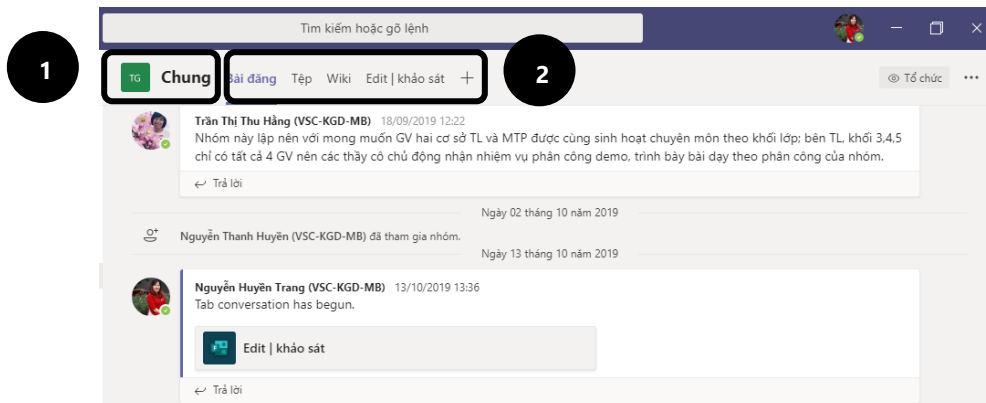 Tìm kiếm hoặc gõ lệnh
1
TG Chung Bài đăng Tệp Wiki Edit | khảo sát + 2 Tổ chức
Trần Thị Thu Hằng (VSC-KGD-MB) 18/09/2019 12:22
Nhóm này lập nên với mong muốn GV hai cơ sở TL và MTP được cùng sinh hoạt chuyên môn theo khối lớp; bên TL, khối 3,4,5
chỉ có tất cả 4 GV nên các thầy cô chủ động nhận nhiệm vụ phân công demo, trình bày bài dạy theo phân công của nhóm.
Trả lời
Ngày 02 tháng 10 năm 2019
Nguyễn Thanh Huyền (VSC-KGD-MB) đã tham gia nhóm.
Ngày 13 tháng 10 năm 2019
Nguyễn Huyền Trang (VSC-KGD-MB) 13/10/2019 13:36
Tab conversation has begun.
Edit | khảo sát
Trả lời